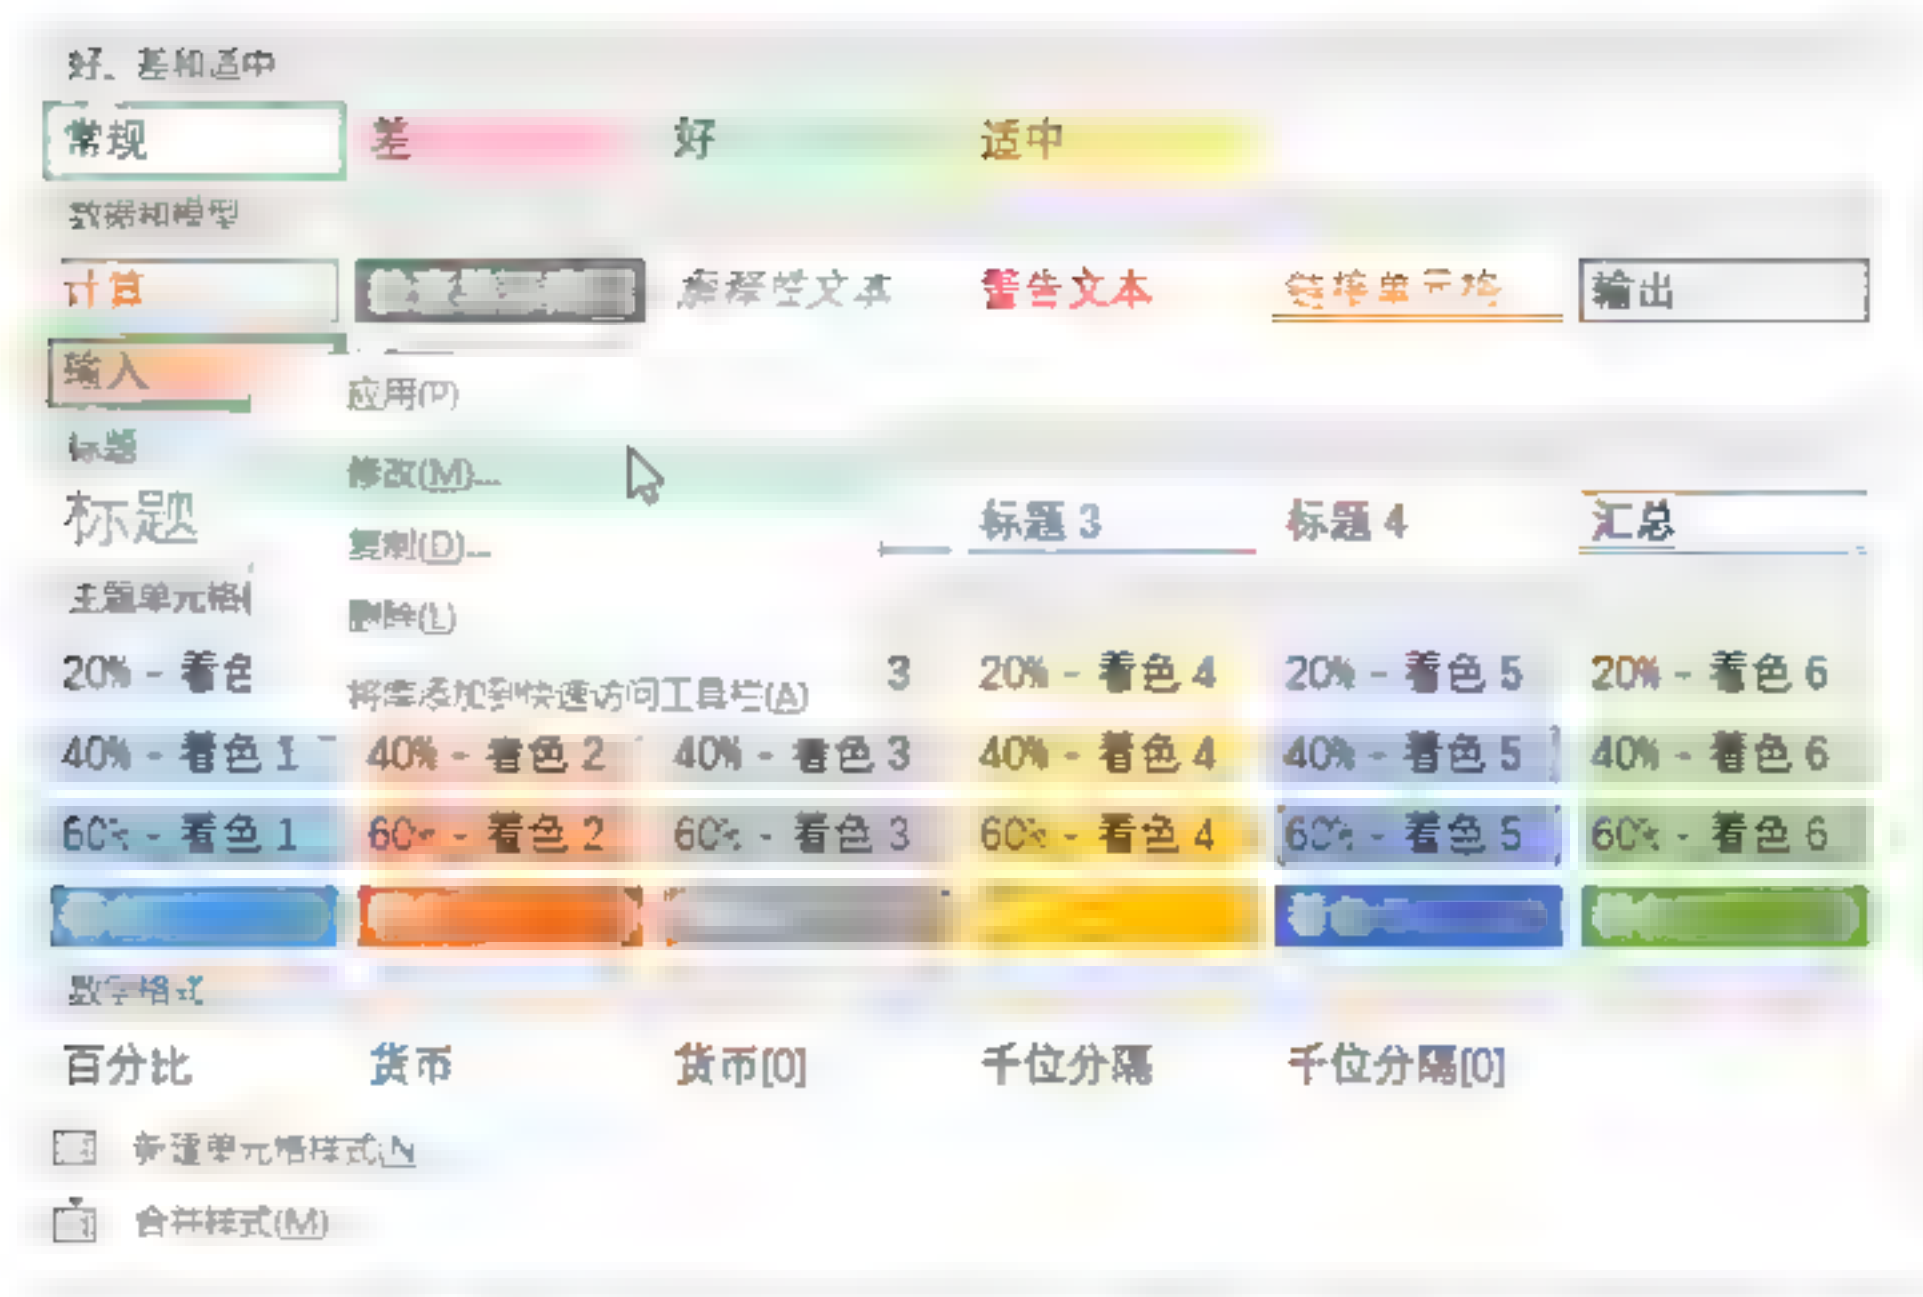 好、差和适中
常规 差 好 适中
数据和模型
计算 解释性文本 警告文本 链接单元格 输出
输入
应用(P)
标题
修改(M)...
标题 标题 3 标题 4 汇总
复制(D)...
主题单元格
删除(L)
20% - 着色 3 20% - 着色 4 20% - 着色 5 20% - 着色 6
将库添加到快速访问工具栏(A)
40% - 着色 1 40% - 着色 2 40% - 着色 3 40% - 着色 4 40% - 着色 5 40% - 着色 6
60% - 着色 1 60% - 着色 2 60% - 着色 3 60% - 着色 4 60% - 着色 5 60% - 着色 6
数字格式
百分比 货币 货币[0] 千位分隔 千位分隔[0]
新建单元格样式(N
合并样式(M)